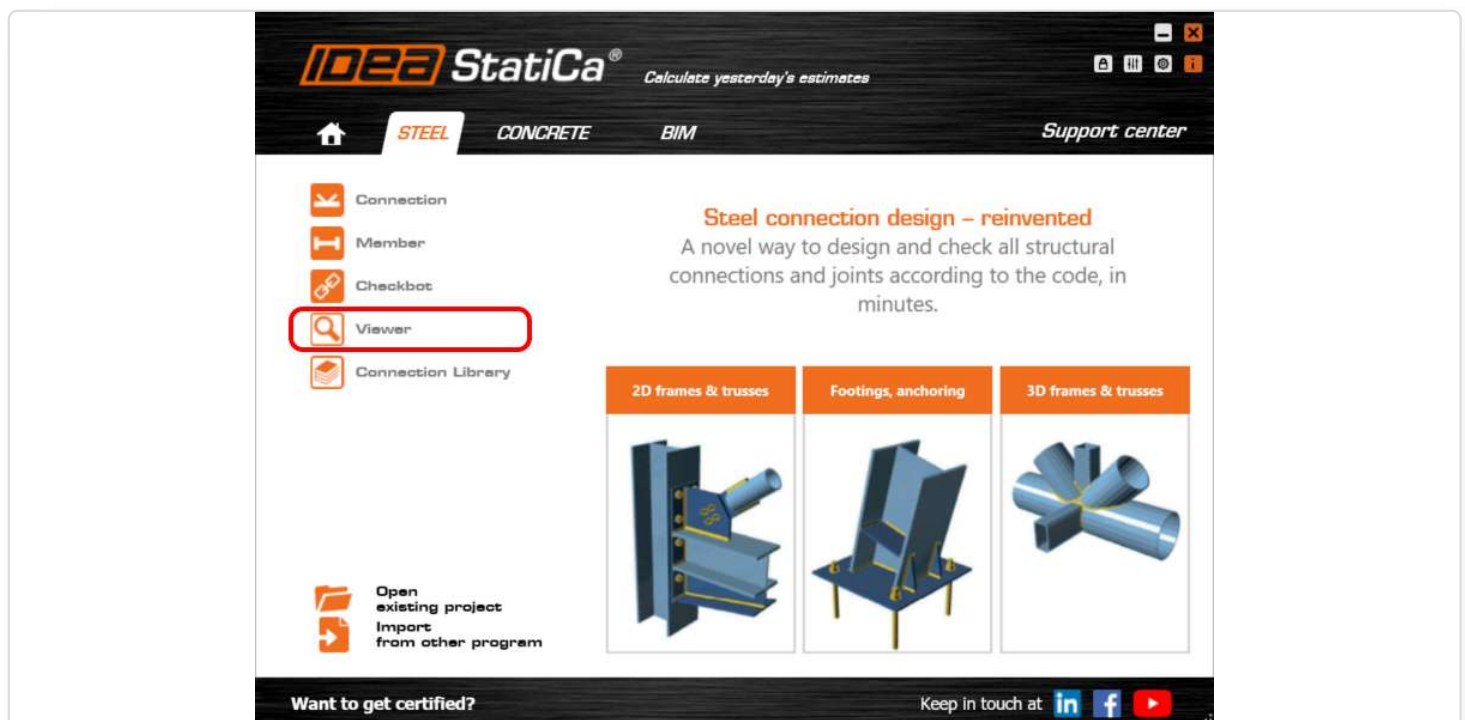 IDEA StatiCa® Calculate yesterday's estimates
STEEL CONCRETE BIM Support center
Connection
Member
Checkbot
Viewer
Connection Library
Steel connection design – reinvented
A novel way to design and check all structural
connections and joints according to the code, in
minutes.
2D frames & trusses Footings, anchoring 3D frames & trusses
Open
existing project
Import
from other program
Want to get certified? Keep in touch at in f